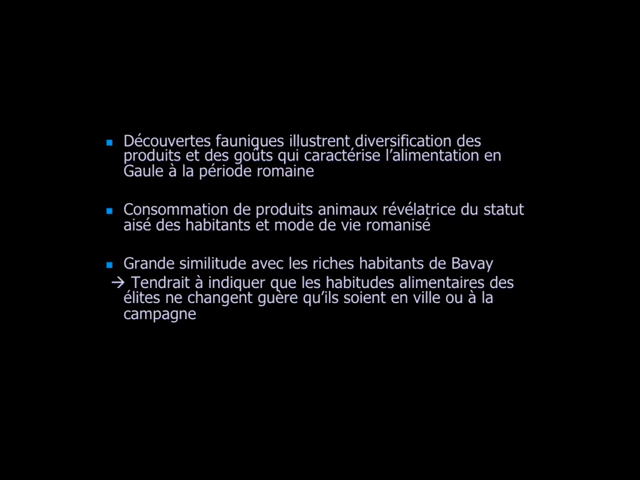 ▪ Découvertes fauniques illustrent diversification des
produits et des goûts qui caractérise l’alimentation en
Gaule à la période romaine
▪ Consommation de produits animaux révélatrice du statut
aisé des habitants et mode de vie romanisé
▪ Grande similitude avec les riches habitants de Bavay
→ Tendrait à indiquer que les habitudes alimentaires des
élites ne changent guère qu’ils soient en ville ou à la
campagne